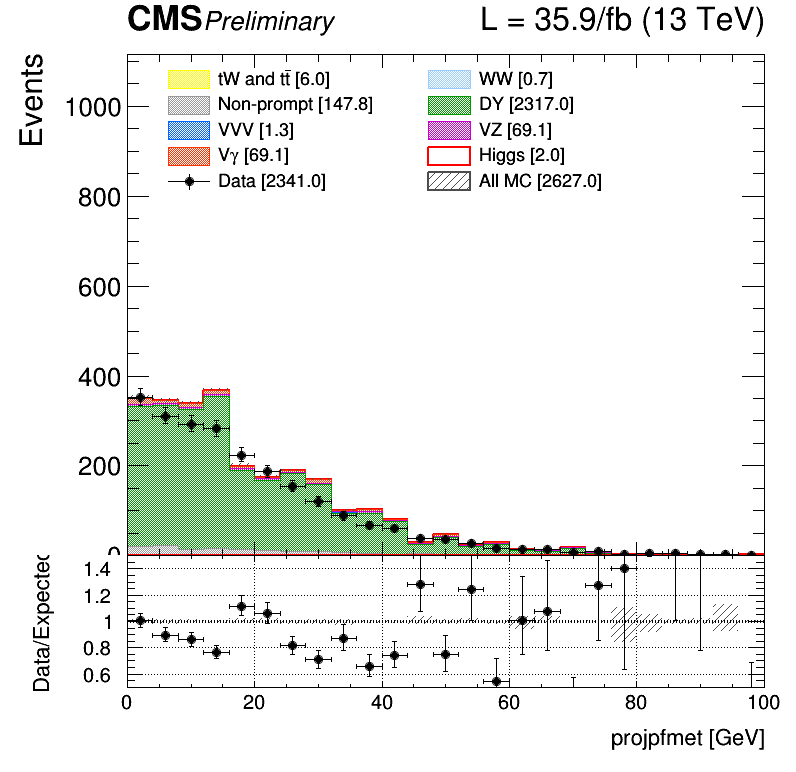 CMS Preliminary L = 35.9/fb (13 TeV)
Events
1000
800
600
400
200
0
tW and tt̄ [6.0]
Non-prompt [147.8]
VVV [1.3]
Vγ [69.1]
Data [2341.0]
WW [0.7]
DY [2317.0]
VZ [69.1]
Higgs [2.0]
All MC [2627.0]
Data/Expected
1.4
1.2
1
0.8
0.6
0 20 40 60 80 100
projpfmet [GeV]